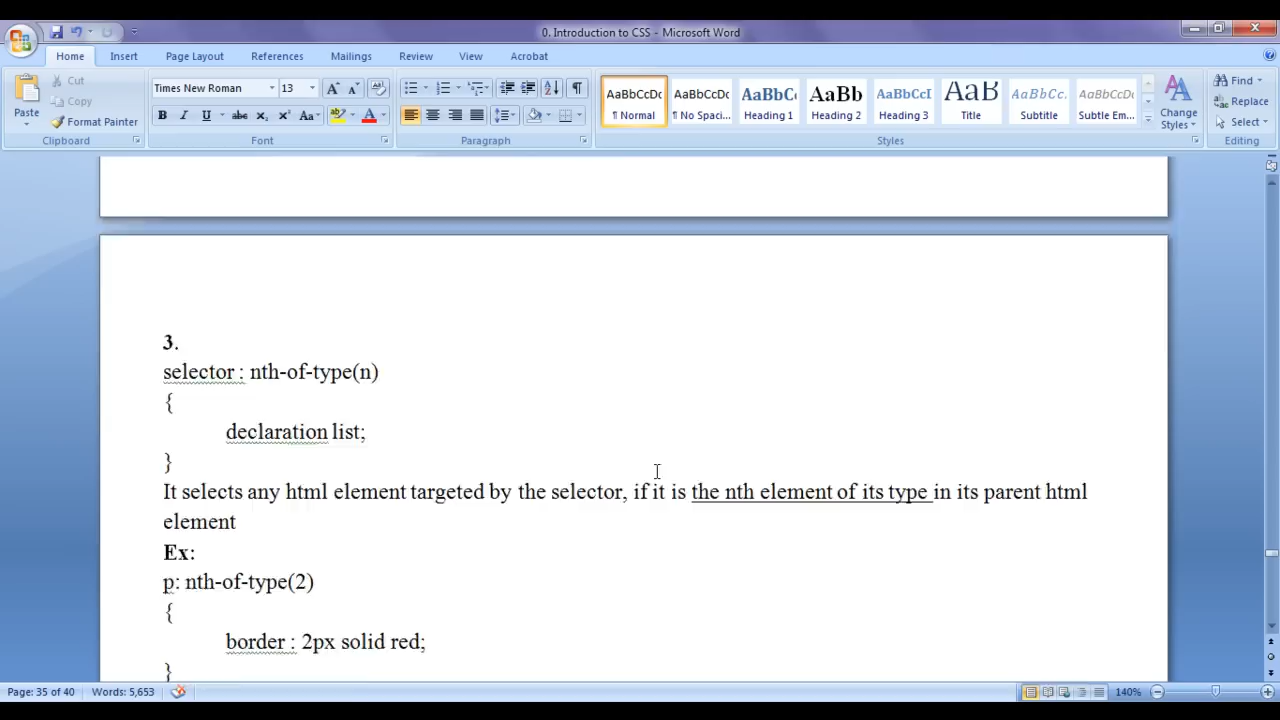 0. Introduction to CSS - Microsoft Word
Home Insert Page Layout References Mailings Review View Acrobat
Paste
Cut
Copy
Format Painter
Clipboard
Times New Roman 13
B I U abc X₂ X² Aa
Font
Paragraph
AaBbCcDc AaBbCcDc AaBbC AaBb AaBbCcI AaB AaBbCc. AaBbCcDc
¶ Normal ¶ No Spaci... Heading 1 Heading 2 Heading 3 Title Subtitle Subtle Em...
Styles
Change
Styles
Find
Replace
Select
Editing
3.
selector : nth-of-type(n)
{
declaration list;
}
It selects any html element targeted by the selector, if it is the nth element of its type in its parent html
element
Ex:
p: nth-of-type(2)
{
border : 2px solid red;
}
Page: 35 of 40 Words: 5,653 140%